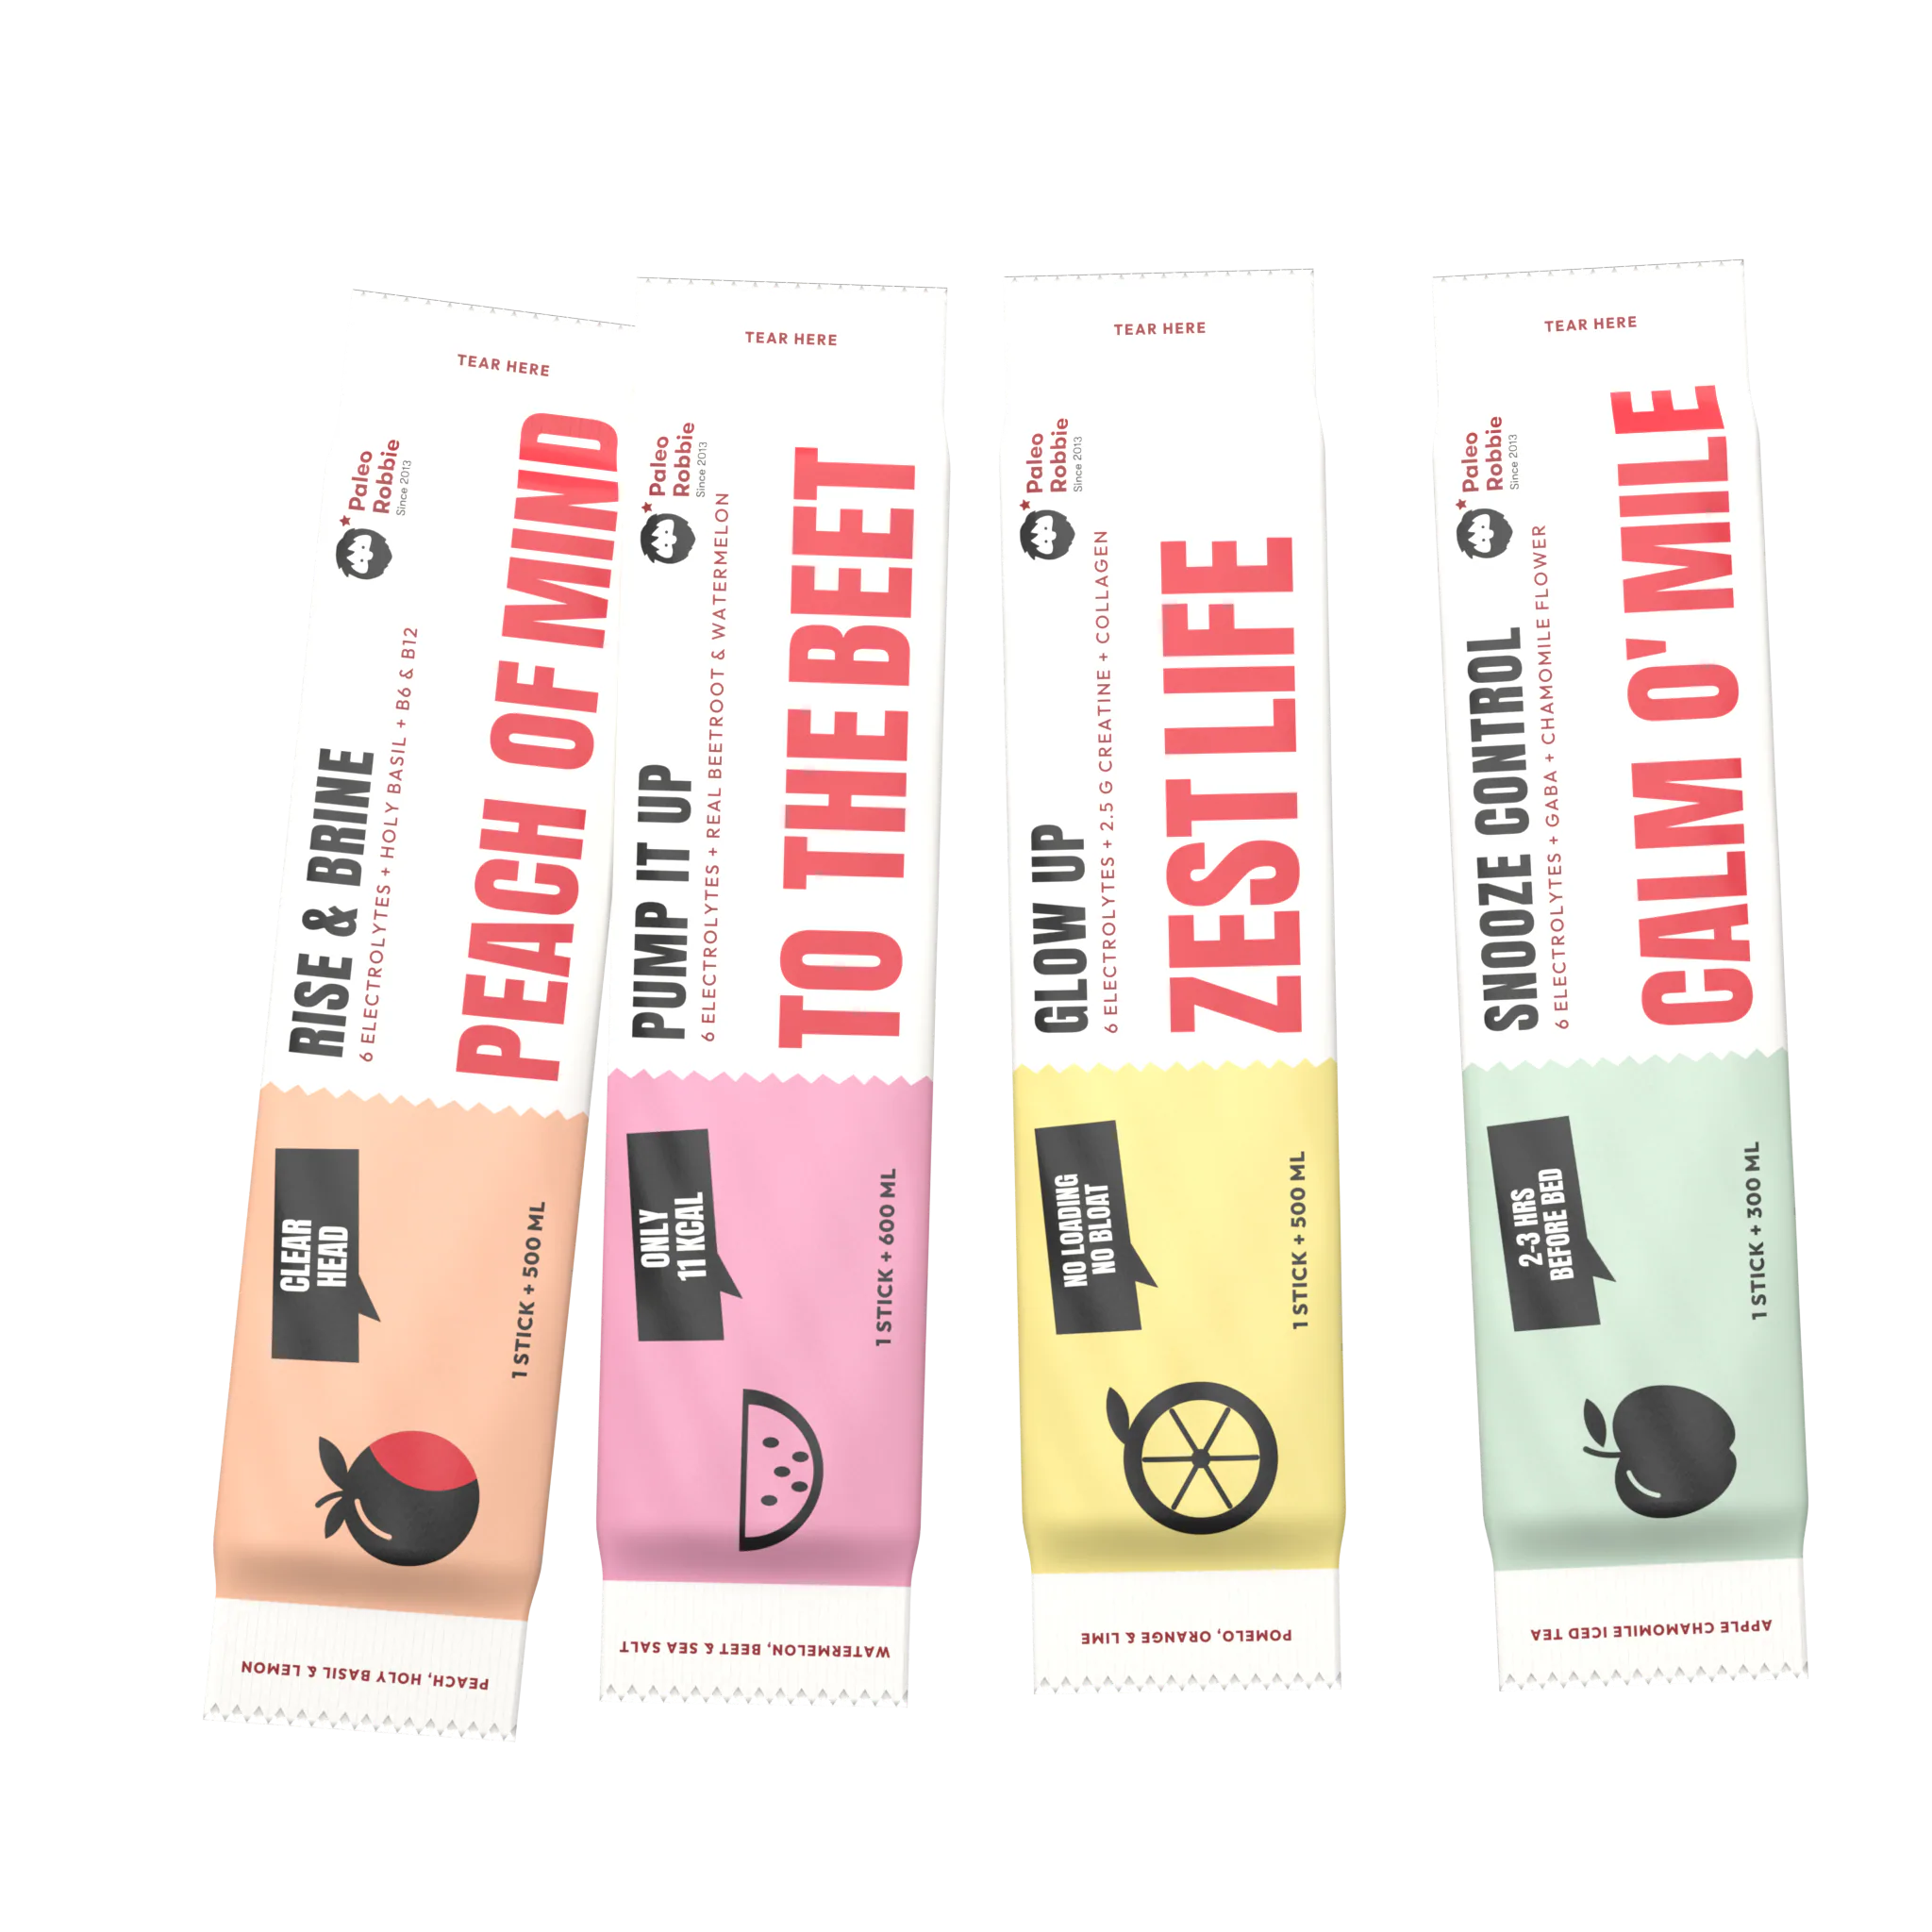 TEAR HERE
Paleo
Robbie
Since 2013
RISE & BRINE
6 ELECTROLYTES + HOLY BASIL + B6 & B12
PEACH OF MIND
CLEAR
HEAD
1 STICK + 500 ML
PEACH, HOLY BASIL & LEMON
TEAR HERE
Paleo
Robbie
Since 2013
PUMP IT UP
6 ELECTROLYTES + REAL BEETROOT & WATERMELON
TO THE BEET
ONLY
11 KCAL
1 STICK + 600 ML
WATERMELON, BEET & SEA SALT
TEAR HERE
Paleo
Robbie
Since 2013
GLOW UP
6 ELECTROLYTES + 2.5 G CREATINE + COLLAGEN
ZEST LIFE
NO LOADING
NO BLOAT
1 STICK + 500 ML
POMELO, ORANGE & LIME
TEAR HERE
Paleo
Robbie
Since 2013
SNOOZE CONTROL
6 ELECTROLYTES + GABA + CHAMOMILE FLOWER
CALM O' MILE
2-3 HRS
BEFORE BED
1 STICK + 300 ML
APPLE CHAMOMILE ICED TEA